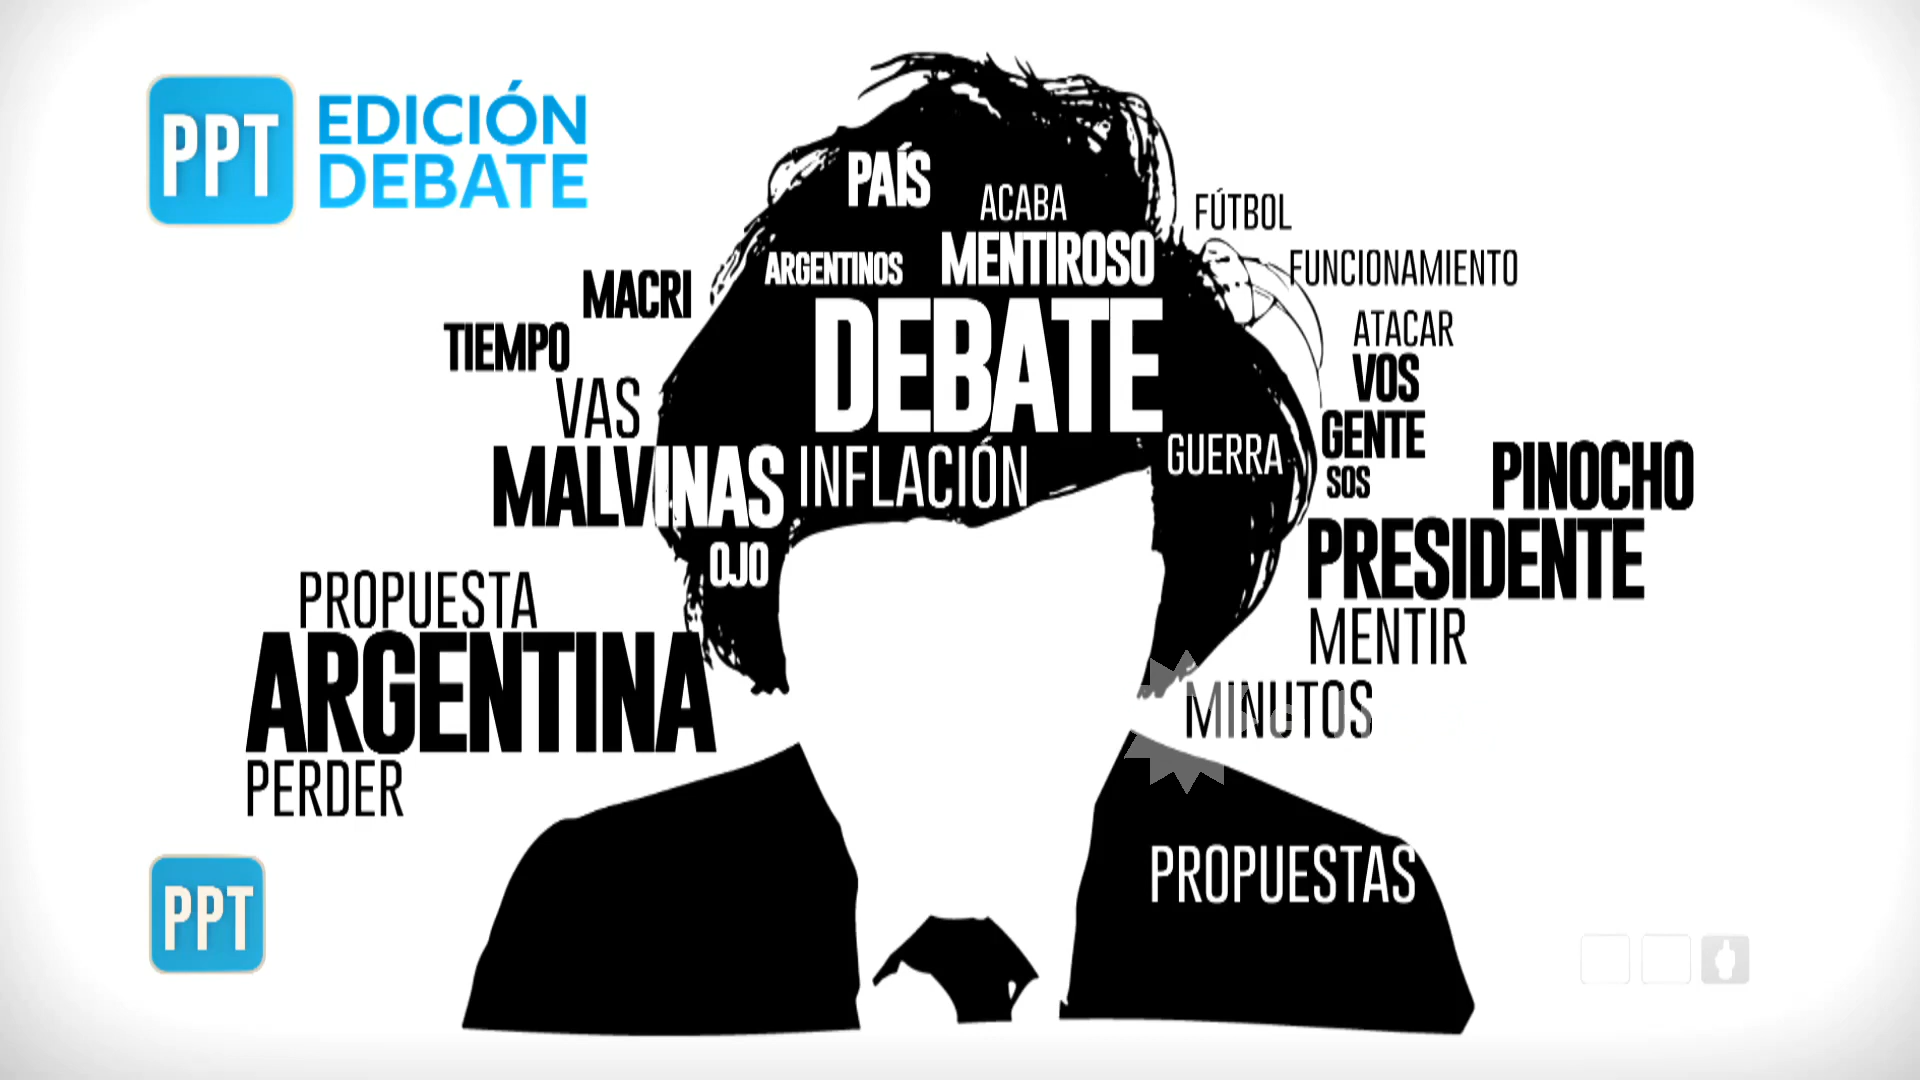 PPT
EDICIÓN
DEBATE
PAÍS
ACABA
FÚTBOL
ARGENTINOS
MENTIROSO
FUNCIONAMIENTO
MACRI
TIEMPO
DEBATE
ATACAR
VAS
VOS
GENTE
MALVINAS
INFLACIÓN
GUERRA
SOS
PINOCHO
OJO
PRESIDENTE
PROPUESTA
MENTIR
ARGENTINA
MINUTOS
PERDER
PROPUESTAS
PPT